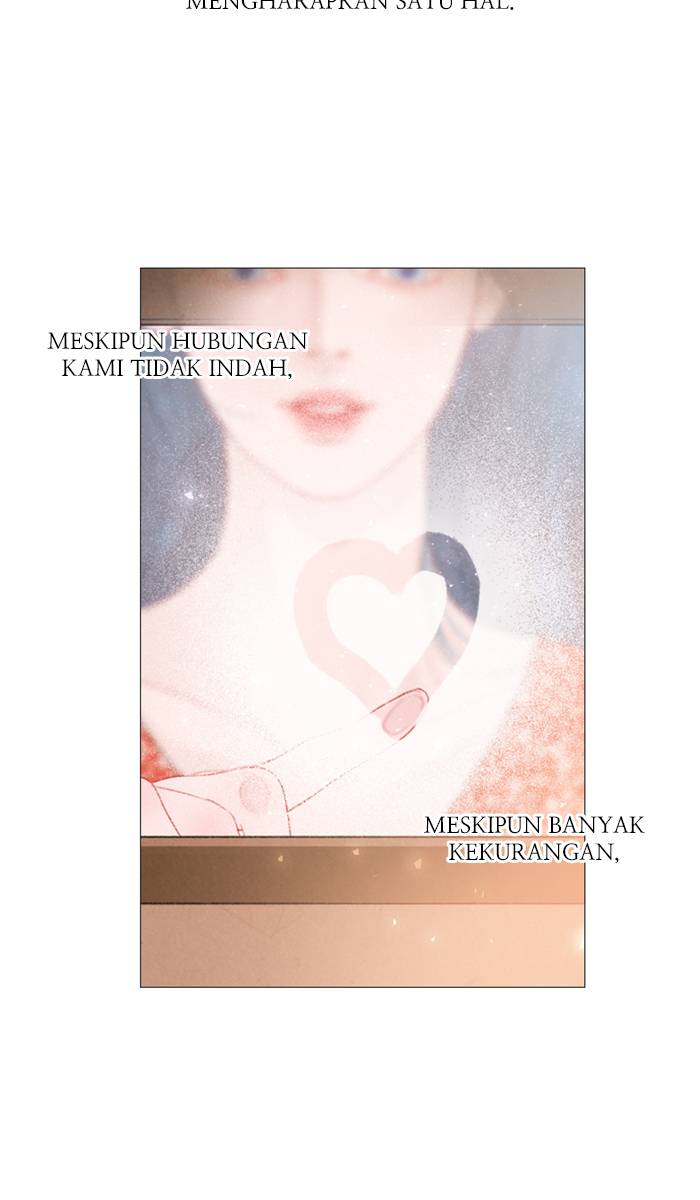 MENGHARAPKAN SATU HAL.
MESKIPUN HUBUNGAN
KAMI TIDAK INDAH,
MESKIPUN BANYAK
KEKURANGAN,